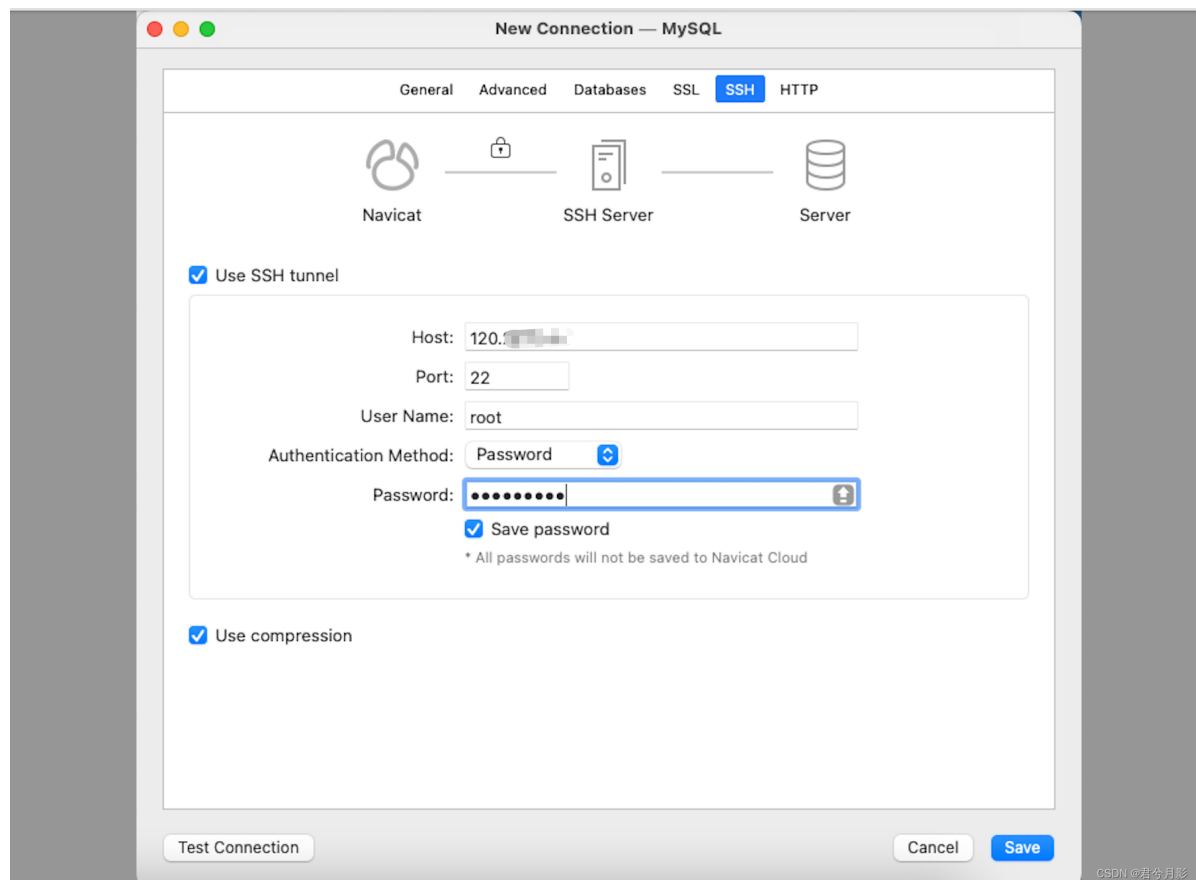 New Connection — MySQL
General Advanced Databases SSL SSH HTTP
Navicat SSH Server Server
Use SSH tunnel
Host: 120.
Port: 22
User Name: root
Authentication Method: Password
Password: •••••••••
Save password
* All passwords will not be saved to Navicat Cloud
Use compression
Test Connection Cancel Save
CSDN @君兮月影